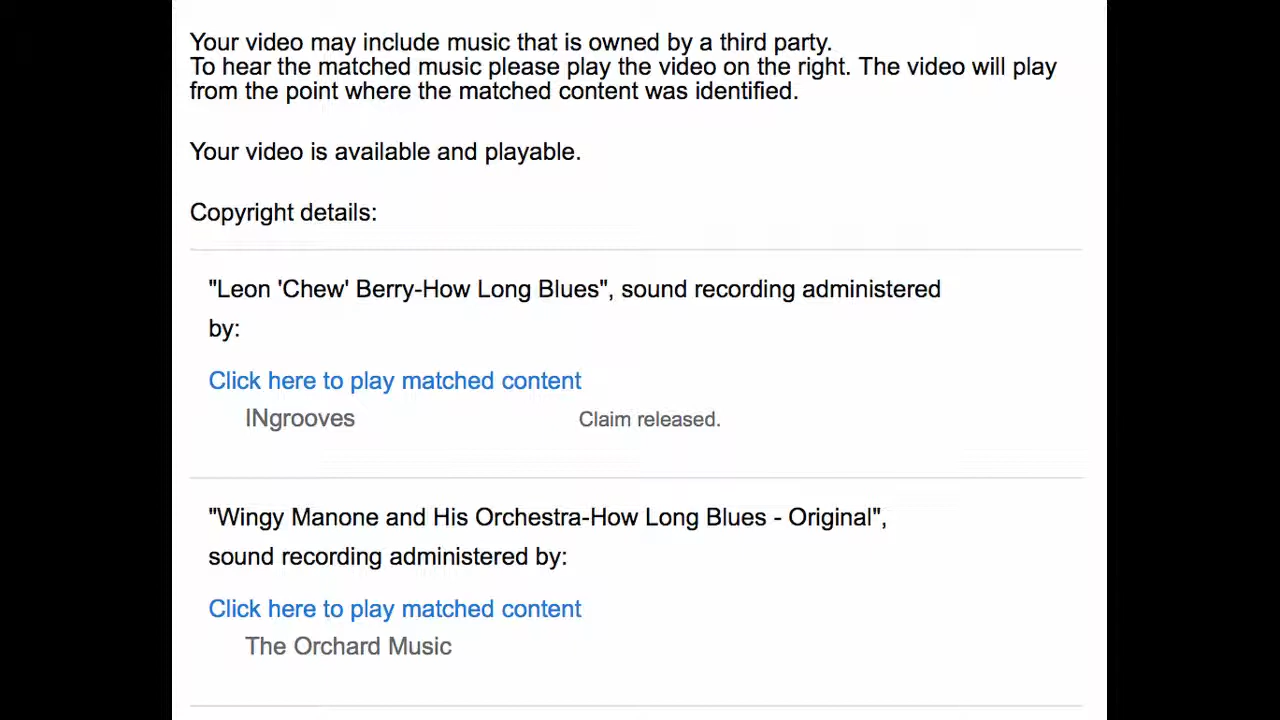 Your video may include music that is owned by a third party.
To hear the matched music please play the video on the right. The video will play
from the point where the matched content was identified.
Your video is available and playable.
Copyright details:
"Leon 'Chew' Berry-How Long Blues", sound recording administered
by:
Click here to play matched content
INgrooves Claim released.
"Wingy Manone and His Orchestra-How Long Blues - Original",
sound recording administered by:
Click here to play matched content
The Orchard Music